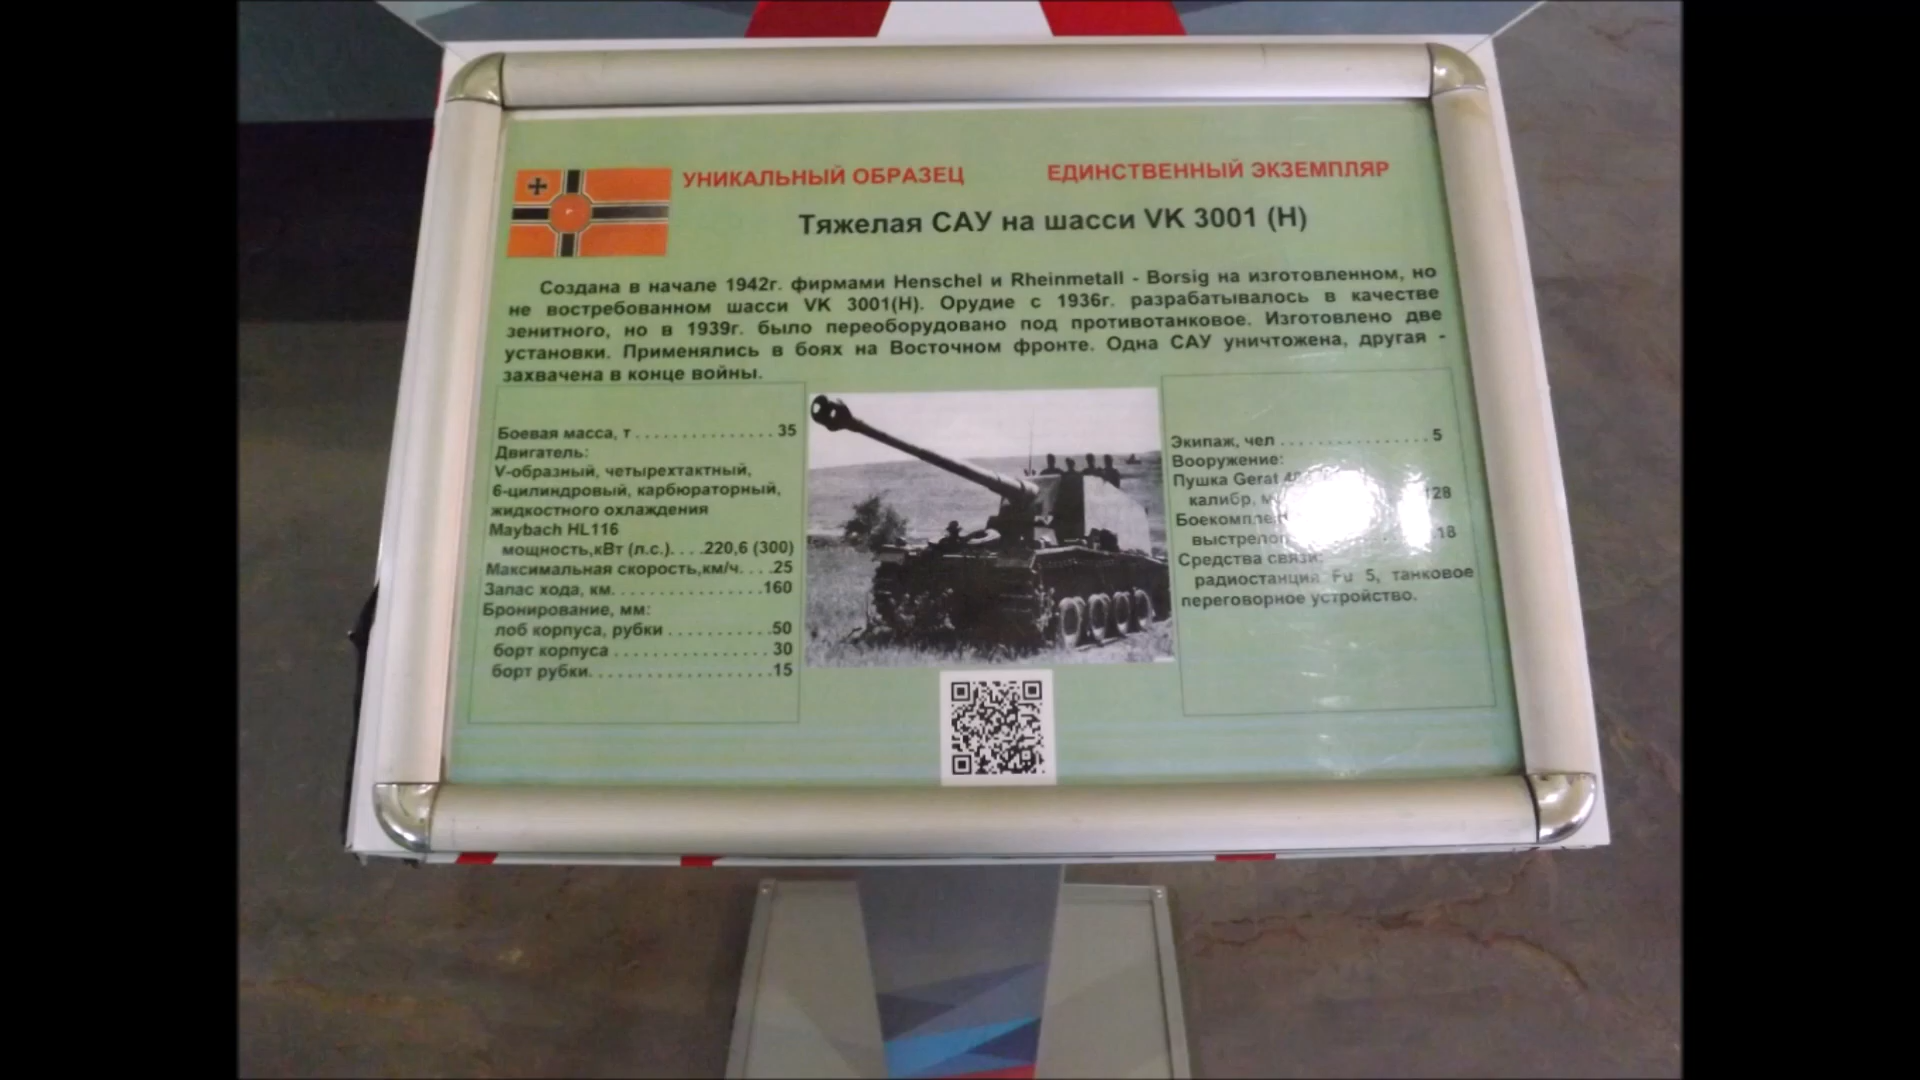 УНИКАЛЬНЫЙ ОБРАЗЕЦ ЕДИНСТВЕННЫЙ ЭКЗЕМПЛЯР
Тяжелая САУ на шасси VK 3001 (H)
Создана в начале 1942г. фирмами Henschel и Rheinmetall - Borsig на изготовленном, но
не востребованном шасси VK 3001(H). Орудие с 1936г. разрабатывалось в качестве
зенитного, но в 1939г. было переоборудовано под противотанковое. Изготовлено две
установки. Применялись в боях на Восточном фронте. Одна САУ уничтожена, другая -
захвачена в конце войны.
Боевая масса, т . . . . . . . . . . . . . . . 35
Двигатель:
V-образный, четырехтактный,
6-цилиндровый, карбюраторный,
жидкостного охлаждения
Maybach HL116
мощность,кВт (л.с.). . . .220,6 (300)
Максимальная скорость,км/ч. . . .25
Запас хода, км. . . . . . . . . . . . . . . .160
Бронирование, мм:
лоб корпуса, рубки . . . . . . . . . . .50
борт корпуса . . . . . . . . . . . . . . . . 30
борт рубки. . . . . . . . . . . . . . . . . . .15
Экипаж, чел . . . . . . . . . . . . . . . . 5
Вооружение:
Пушка Gerat
калибр, 128
выстрелов 18
Средства связи:
радиостанция Fu 5, танковое
переговорное устройство.